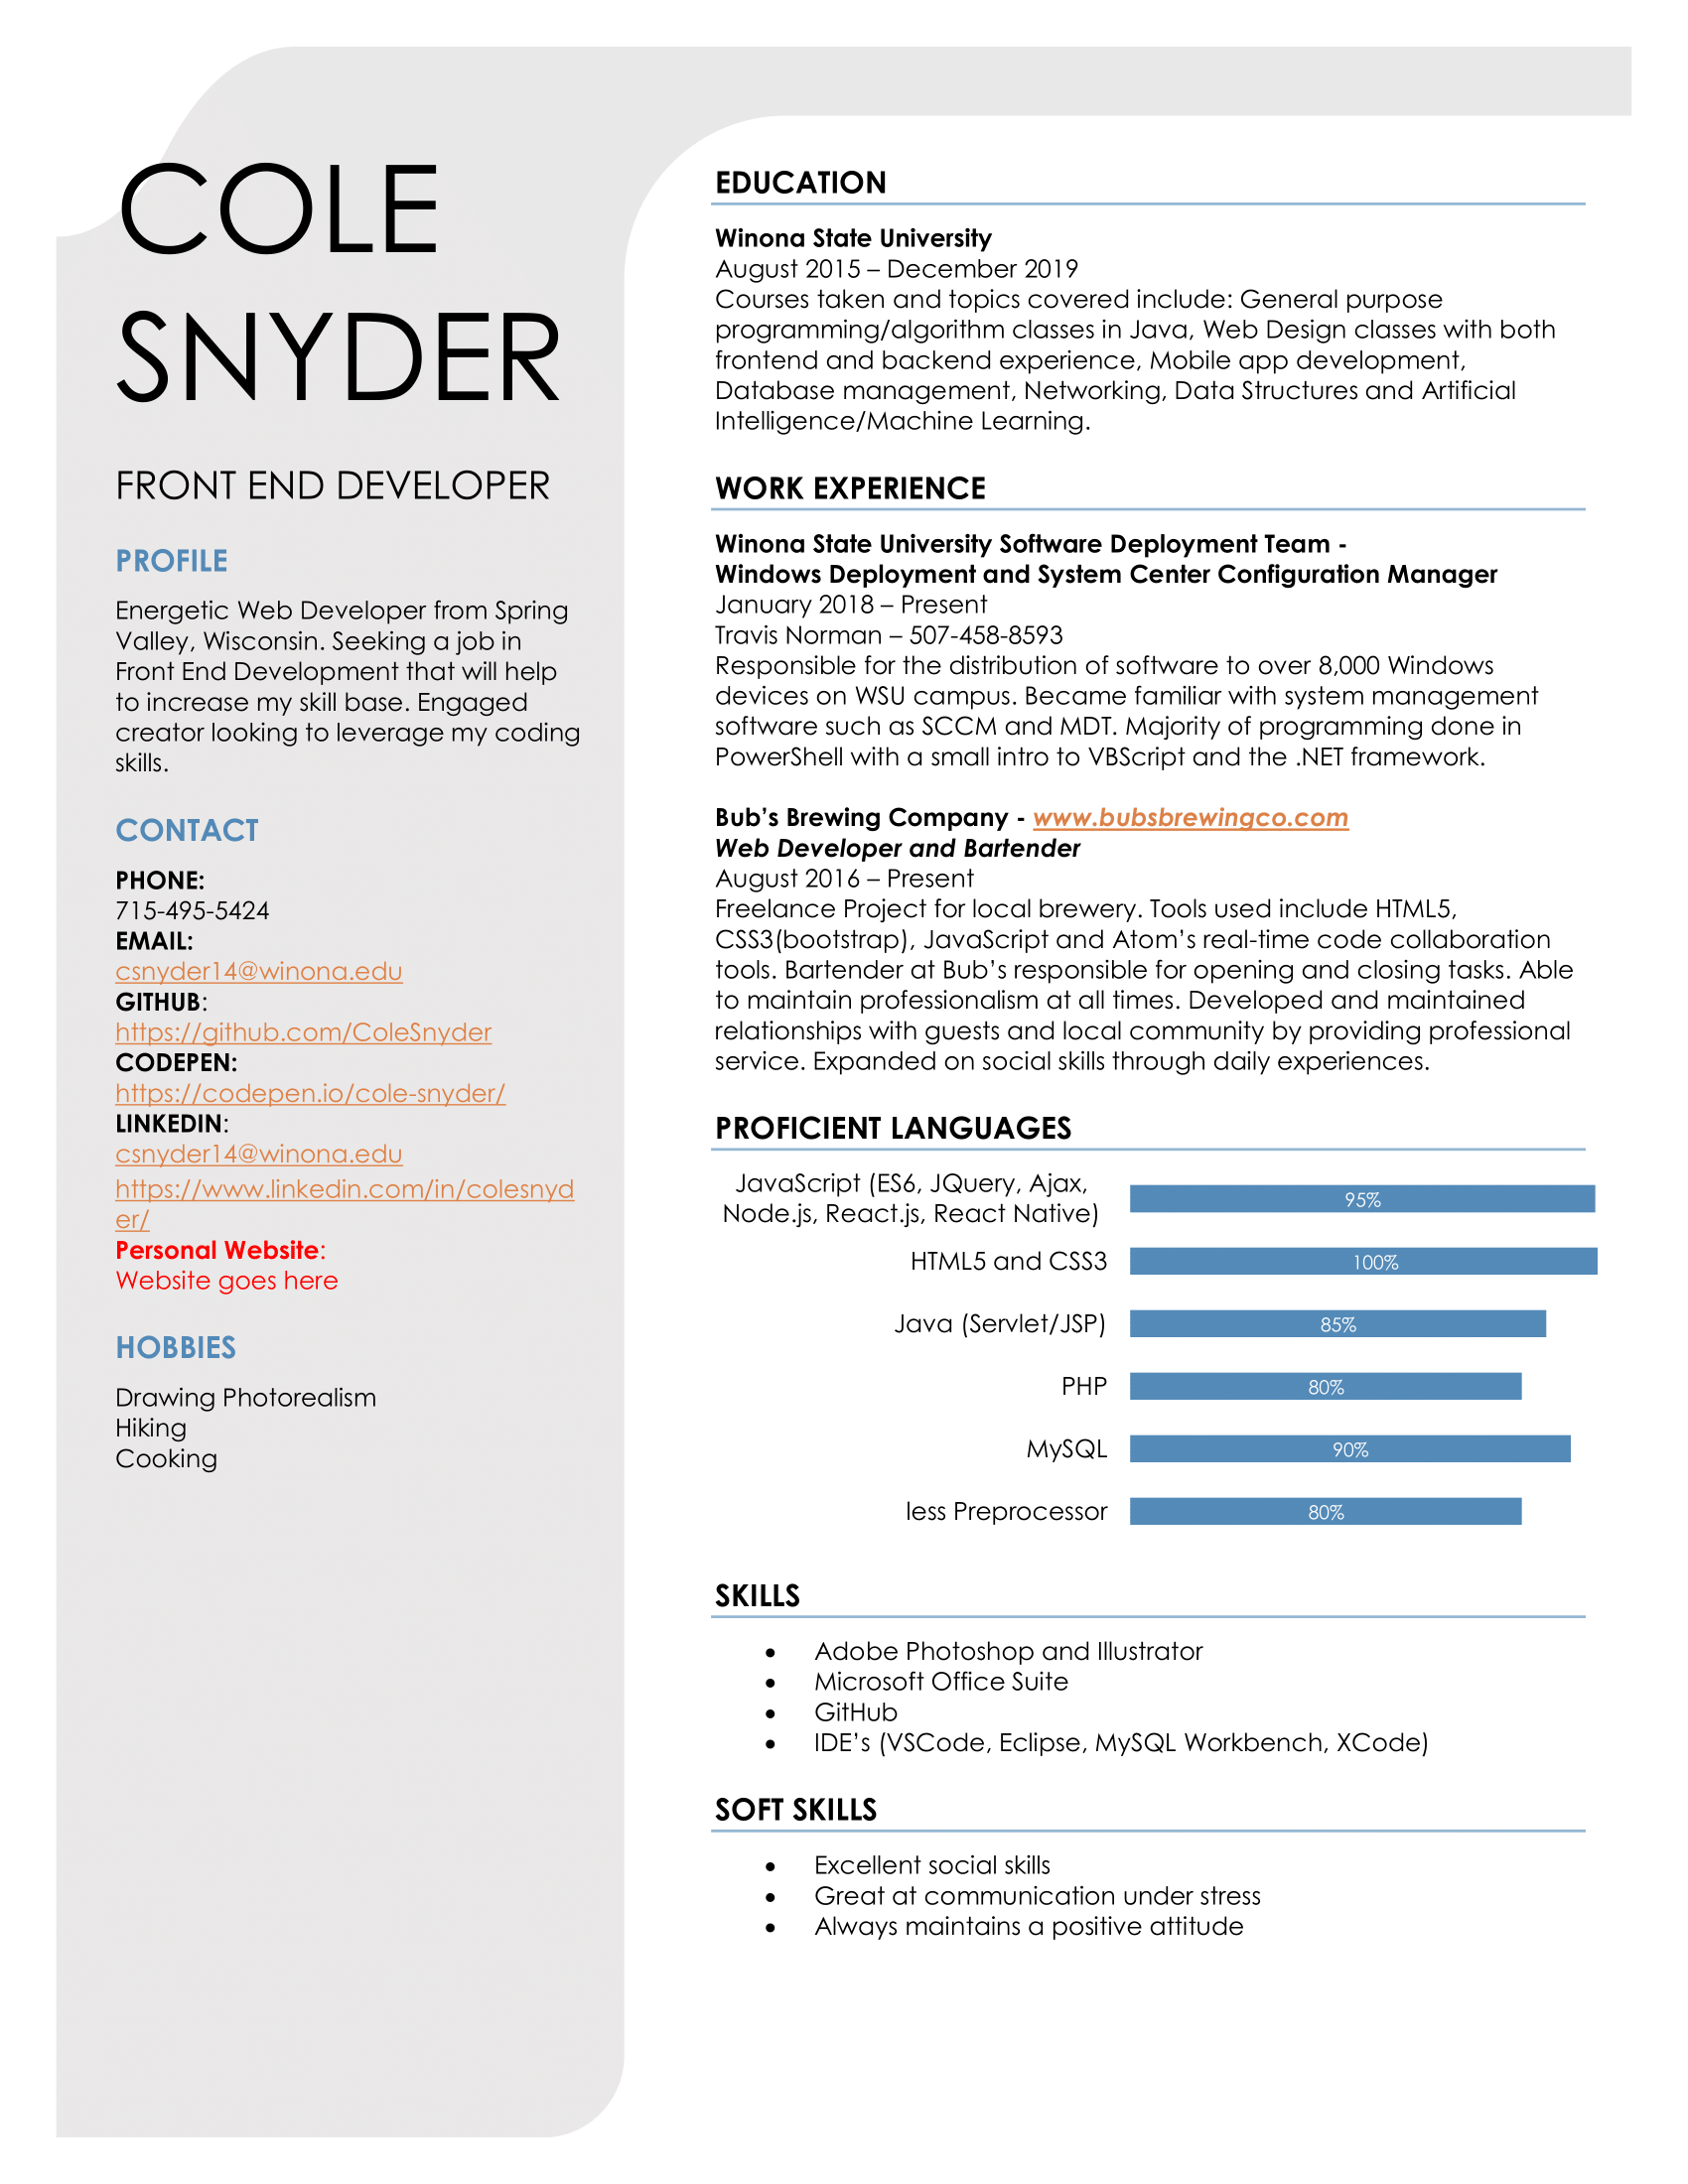 COLE
SNYDER
FRONT END DEVELOPER
PROFILE
Energetic Web Developer from Spring
Valley, Wisconsin. Seeking a job in
Front End Development that will help
to increase my skill base. Engaged
creator looking to leverage my coding
skills.
CONTACT
PHONE:
715-495-5424
EMAIL:
csnyder14@winona.edu
GITHUB:
https://github.com/ColeSnyder
CODEPEN:
https://codepen.io/cole-snyder/
LINKEDIN:
csnyder14@winona.edu
https://www.linkedin.com/in/colesnyd
er/
Personal Website:
Website goes here
HOBBIES
Drawing Photorealism
Hiking
Cooking
EDUCATION
Winona State University
August 2015 – December 2019
Courses taken and topics covered include: General purpose
programming/algorithm classes in Java, Web Design classes with both
frontend and backend experience, Mobile app development,
Database management, Networking, Data Structures and Artificial
Intelligence/Machine Learning.
WORK EXPERIENCE
Winona State University Software Deployment Team -
Windows Deployment and System Center Configuration Manager
January 2018 – Present
Travis Norman – 507-458-8593
Responsible for the distribution of software to over 8,000 Windows
devices on WSU campus. Became familiar with system management
software such as SCCM and MDT. Majority of programming done in
PowerShell with a small intro to VBScript and the .NET framework.
Bub’s Brewing Company - www.bubsbrewingco.com
Web Developer and Bartender
August 2016 – Present
Freelance Project for local brewery. Tools used include HTML5,
CSS3(bootstrap), JavaScript and Atom’s real-time code collaboration
tools. Bartender at Bub’s responsible for opening and closing tasks. Able
to maintain professionalism at all times. Developed and maintained
relationships with guests and local community by providing professional
service. Expanded on social skills through daily experiences.
PROFICIENT LANGUAGES
JavaScript (ES6, JQuery, Ajax,
Node.js, React.js, React Native) 95%
HTML5 and CSS3 100%
Java (Servlet/JSP) 85%
PHP 80%
MySQL 90%
less Preprocessor 80%
SKILLS
• Adobe Photoshop and Illustrator
• Microsoft Office Suite
• GitHub
• IDE’s (VSCode, Eclipse, MySQL Workbench, XCode)
SOFT SKILLS
• Excellent social skills
• Great at communication under stress
• Always maintains a positive attitude